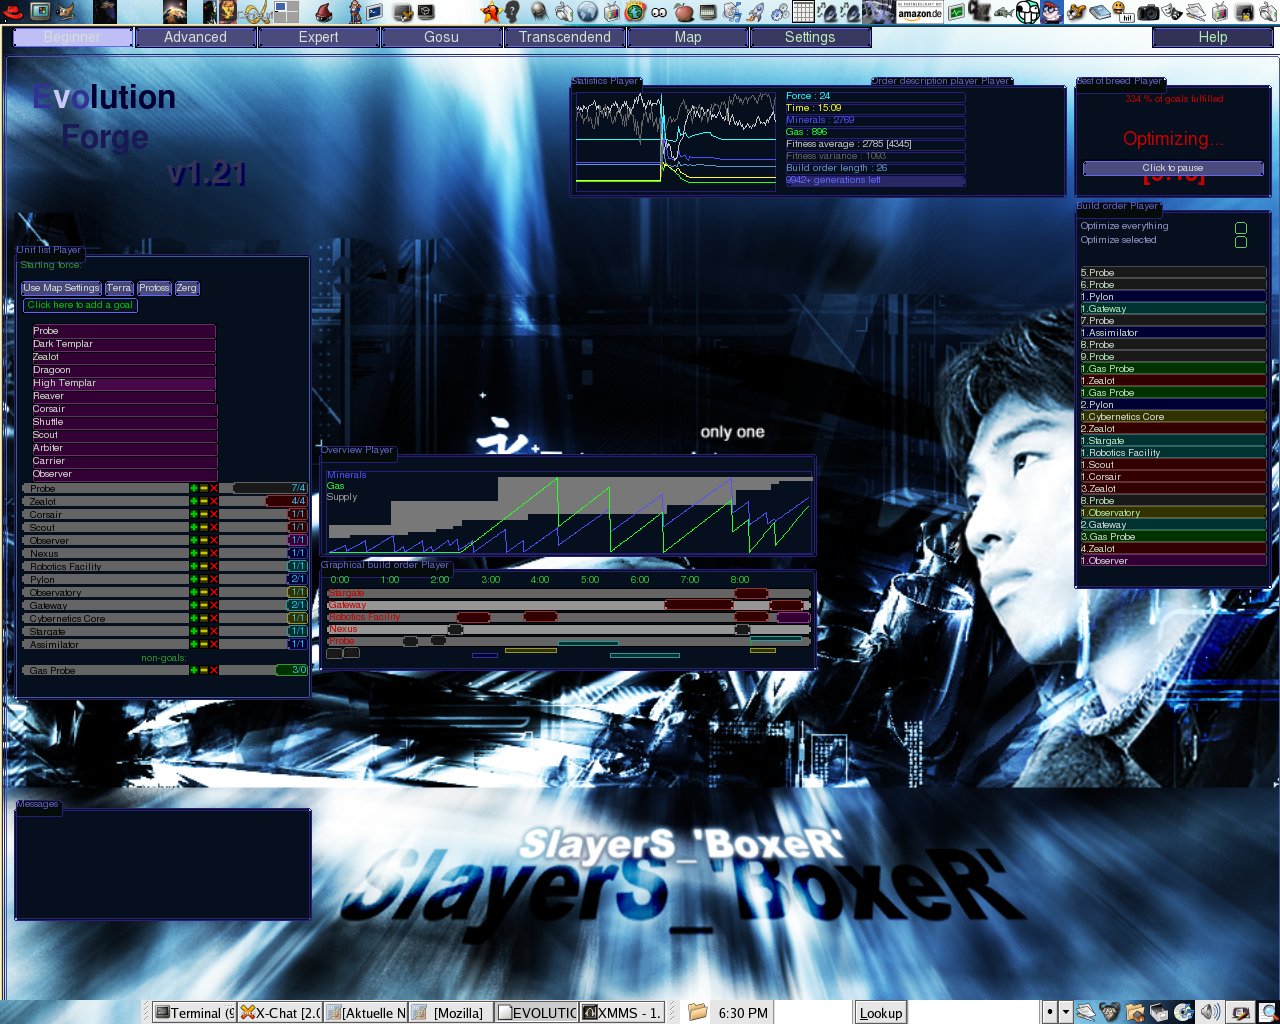 Beginner
Advanced
Expert
Gosu
Transcendend
Map
Settings
Help
Evolution
Forge
v1.21
Statistics Player
Order description player Player
Force : 24
Time : 15:09
Minerals : 2769
Gas : 896
Fitness average : 2785 [4345]
Fitness variance : 1093
Build order length : 26
9942+ generations left
Best of breed Player
334 % of goals fulfilled
Optimizing...
Click to pause
Build order Player
Optimize everything
Optimize selected
5.Probe
6.Probe
1.Pylon
1.Gateway
7.Probe
1.Assimilator
8.Probe
9.Probe
1.Gas Probe
1.Zealot
1.Gas Probe
2.Pylon
1.Cybernetics Core
2.Zealot
1.Stargate
1.Robotics Facility
1.Scout
1.Corsair
3.Zealot
8.Probe
1.Observatory
2.Gateway
3.Gas Probe
4.Zealot
1.Observer
Unit list Player
Starting force:
Use Map Settings
Terra
Protoss
Zerg
Click here to add a goal
Probe
Dark Templar
Zealot
Dragoon
High Templar
Reaver
Corsair
Shuttle
Scout
Arbiter
Carrier
Observer
Probe 7/4
Zealot 4/4
Corsair 1/1
Scout 1/1
Observer 1/1
Nexus 1/1
Robotics Facility 1/1
Pylon 2/1
Observatory 1/1
Gateway 2/1
Cybernetics Core 1/1
Stargate 1/1
Assimilator 1/1
non-goals:
Gas Probe 3/0
only one
Overview Player
Minerals
Gas
Supply
Graphical build order Player
0:00 1:00 2:00 3:00 4:00 5:00 6:00 7:00 8:00
Stargate
Gateway
Robotics Facility
Nexus
Probe
Messages
SlayerS_'BoxeR'
SlayerS_'BoxeR'
amazon.de
hi!
Terminal (9
X-Chat [2.0
[Aktuelle N
[Mozilla]
EVOLUTIO
XMMS - 1.
6:30 PM
Lookup